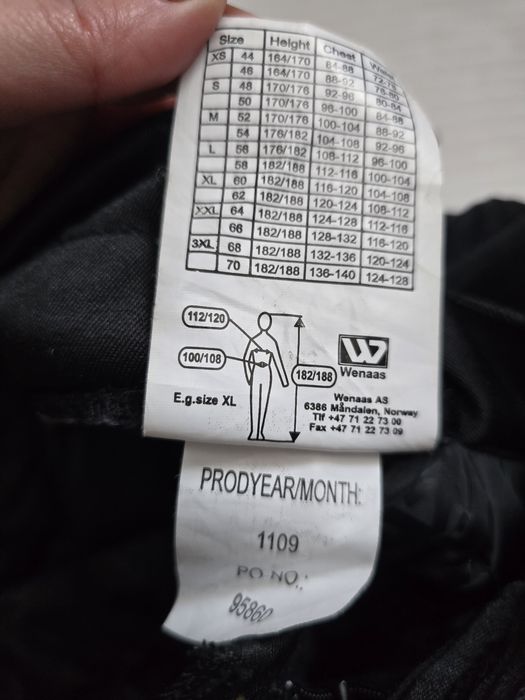 Size Height Chest
XS 44 164/170 84-88 72-76
46 164/170 88-92 76-80
S 48 170/176 92-96 80-84
50 170/176 96-100 84-88
M 52 170/176 100-104 88-92
54 176/182 104-108 92-96
L 56 176/182 108-112 96-100
58 182/188 112-116 100-104
XL 60 182/188 116-120 104-108
62 182/188 120-124 108-112
XXL 64 182/188 124-128 112-116
66 182/188 128-132 116-120
3XL 68 182/188 132-136 120-124
70 182/188 136-140 124-128
112/120
100/108
182/188
E.g.size XL
W
Wenaas
Wenaas AS
6386 Måndalen, Norway
Tlf +47 71 22 73 00
Fax +47 71 22 73 09
PRODYEAR/MONTH:
1109
PO NO.:
95860